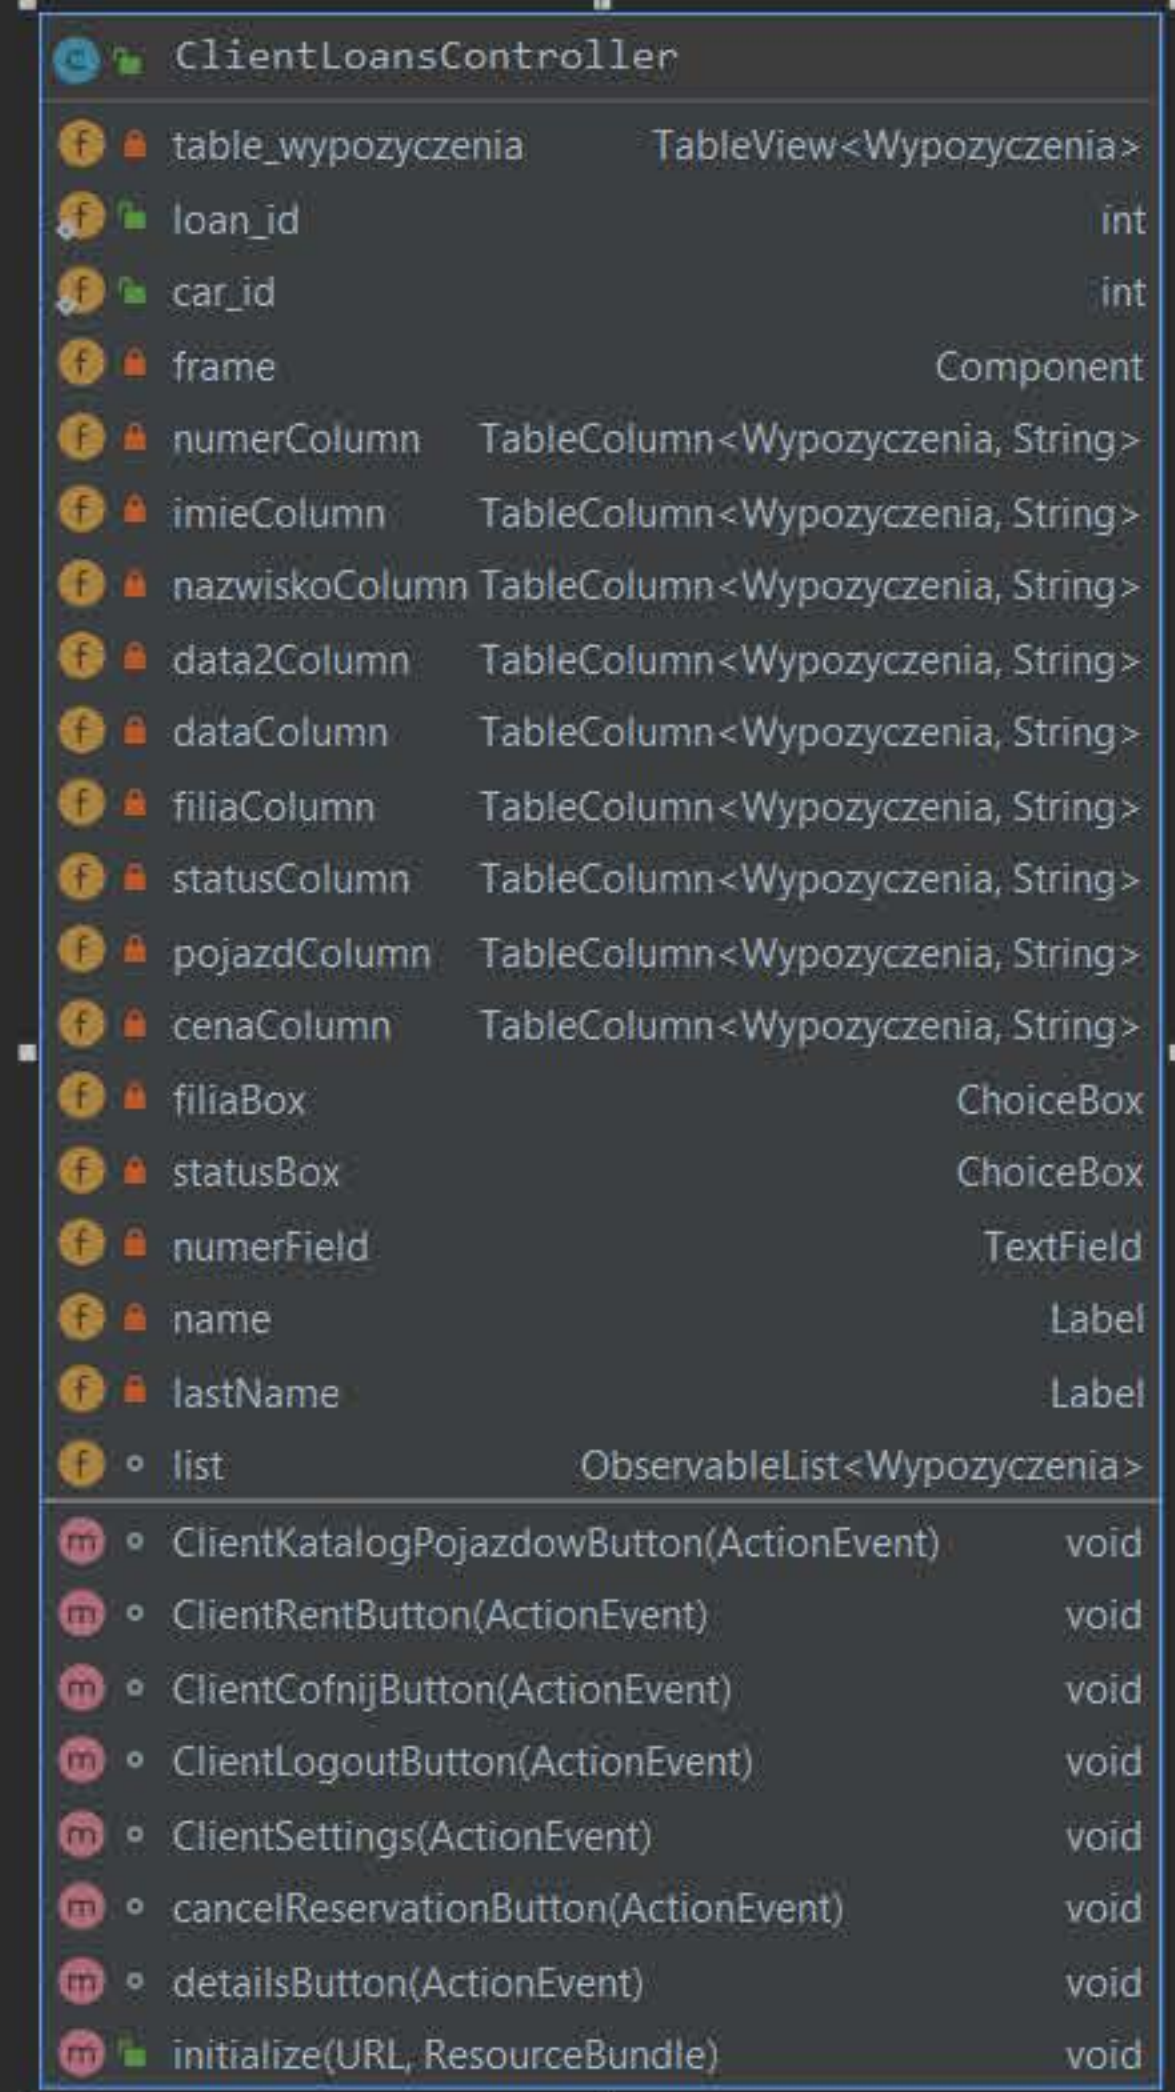 ClientLoansController
table_wypozyczenia TableView<Wypozyczenia>
loan_id int
car_id int
frame Component
numerColumn TableColumn<Wypozyczenia, String>
imieColumn TableColumn<Wypozyczenia, String>
nazwiskoColumn TableColumn<Wypozyczenia, String>
data2Column TableColumn<Wypozyczenia, String>
dataColumn TableColumn<Wypozyczenia, String>
filiaColumn TableColumn<Wypozyczenia, String>
statusColumn TableColumn<Wypozyczenia, String>
pojazdColumn TableColumn<Wypozyczenia, String>
cenaColumn TableColumn<Wypozyczenia, String>
filiaBox ChoiceBox
statusBox ChoiceBox
numerField TextField
name Label
lastName Label
list ObservableList<Wypozyczenia>
ClientKatalogPojazdowButton(ActionEvent) void
ClientRentButton(ActionEvent) void
ClientCofnijButton(ActionEvent) void
ClientLogoutButton(ActionEvent) void
ClientSettings(ActionEvent) void
cancelReservationButton(ActionEvent) void
detailsButton(ActionEvent) void
initialize(URL, ResourceBundle) void